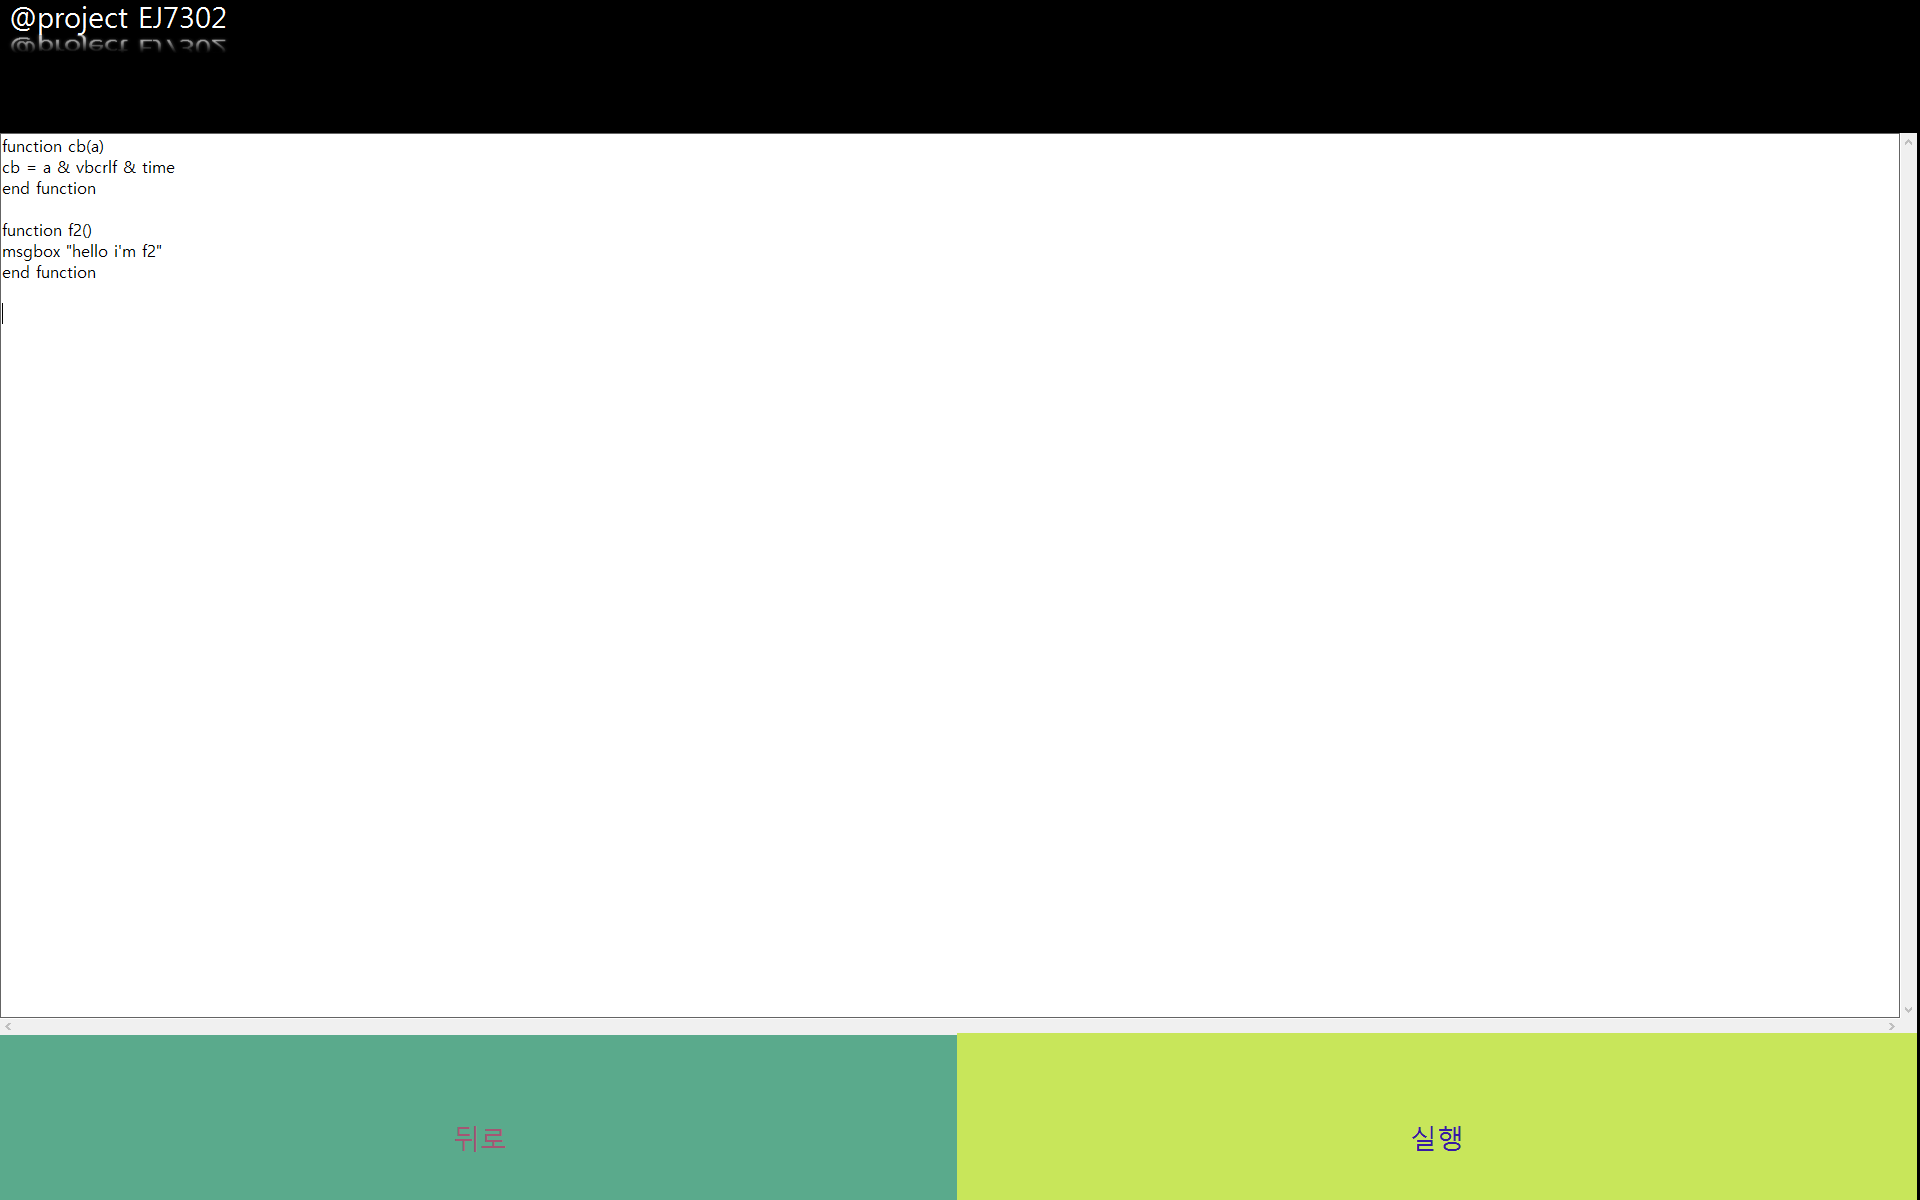 @project EJ7302
function cb(a)
cb = a & vbcrlf & time
end function
function f2()
msgbox "hello i'm f2"
end function
뒤로
실행